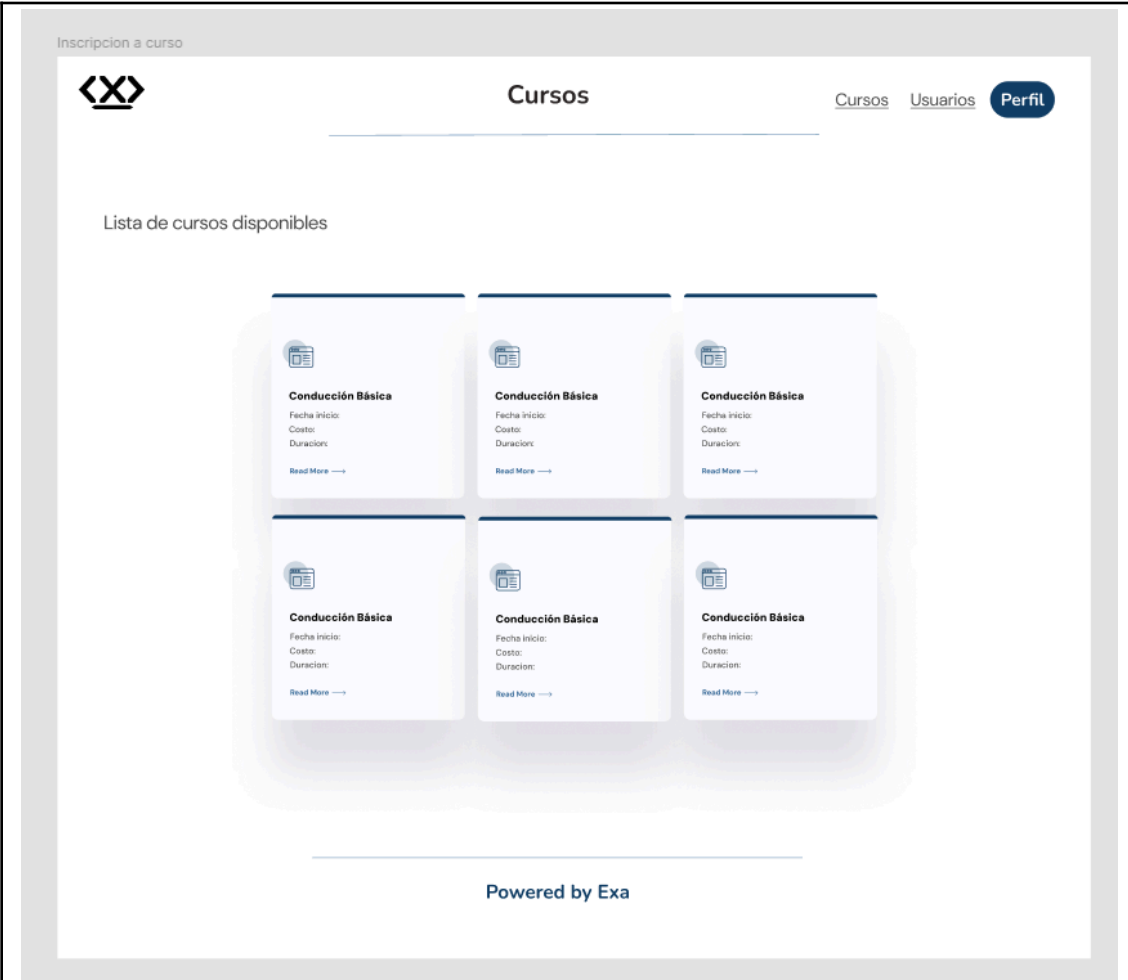 Inscripcion a curso
<X>
Cursos
Cursos Usuarios Perfil
Lista de cursos disponibles
Conducción Básica
Fecha inicio:
Costo:
Duracion:
Read More ⟶
Conducción Básica
Fecha inicio:
Costo:
Duracion:
Read More ⟶
Conducción Básica
Fecha inicio:
Costo:
Duracion:
Read More ⟶
Conducción Básica
Fecha inicio:
Costo:
Duracion:
Read More ⟶
Conducción Básica
Fecha inicio:
Costo:
Duracion:
Read More ⟶
Conducción Básica
Fecha inicio:
Costo:
Duracion:
Read More ⟶
Powered by Exa